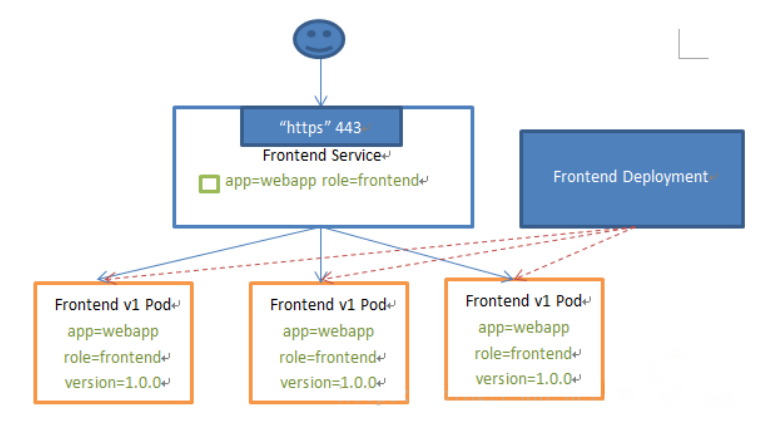 “https” 443
Frontend Service
app=webapp role=frontend
Frontend Deployment
Frontend v1 Pod
app=webapp
role=frontend
version=1.0.0
Frontend v1 Pod
app=webapp
role=frontend
version=1.0.0
Frontend v1 Pod
app=webapp
role=frontend
version=1.0.0